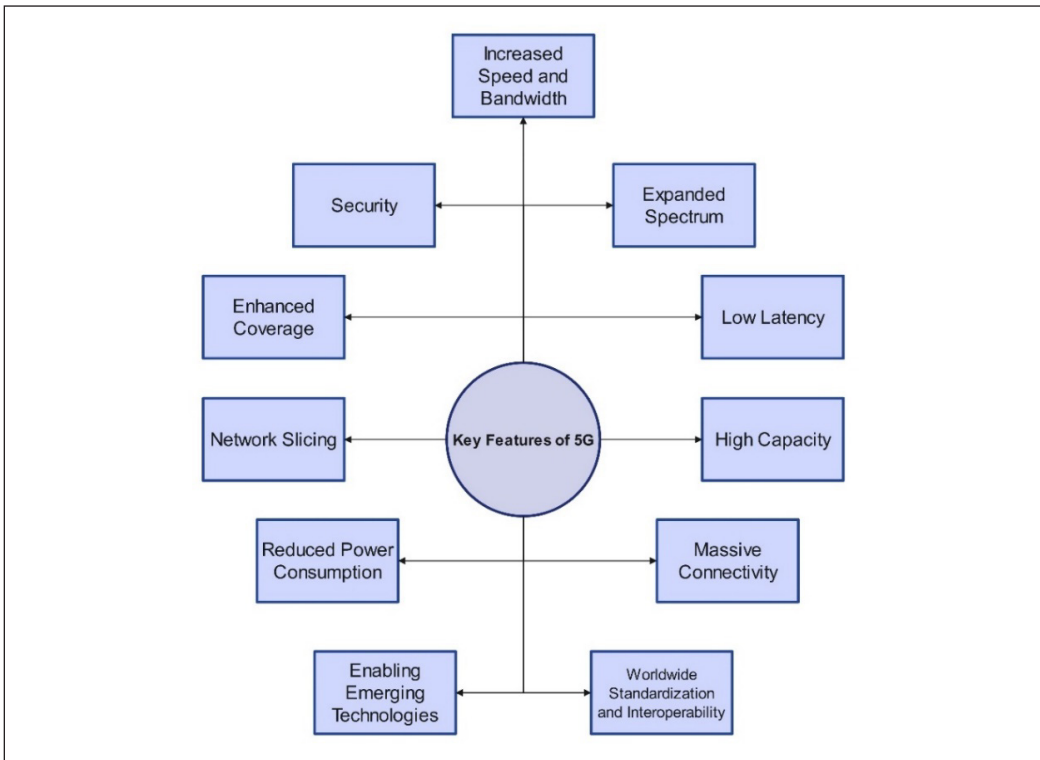 Increased
Speed and
Bandwidth
Security
Expanded
Spectrum
Enhanced
Coverage
Low Latency
Network Slicing
Key Features of 5G
High Capacity
Reduced Power
Consumption
Massive
Connectivity
Enabling
Emerging
Technologies
Worldwide
Standardization
and Interoperability